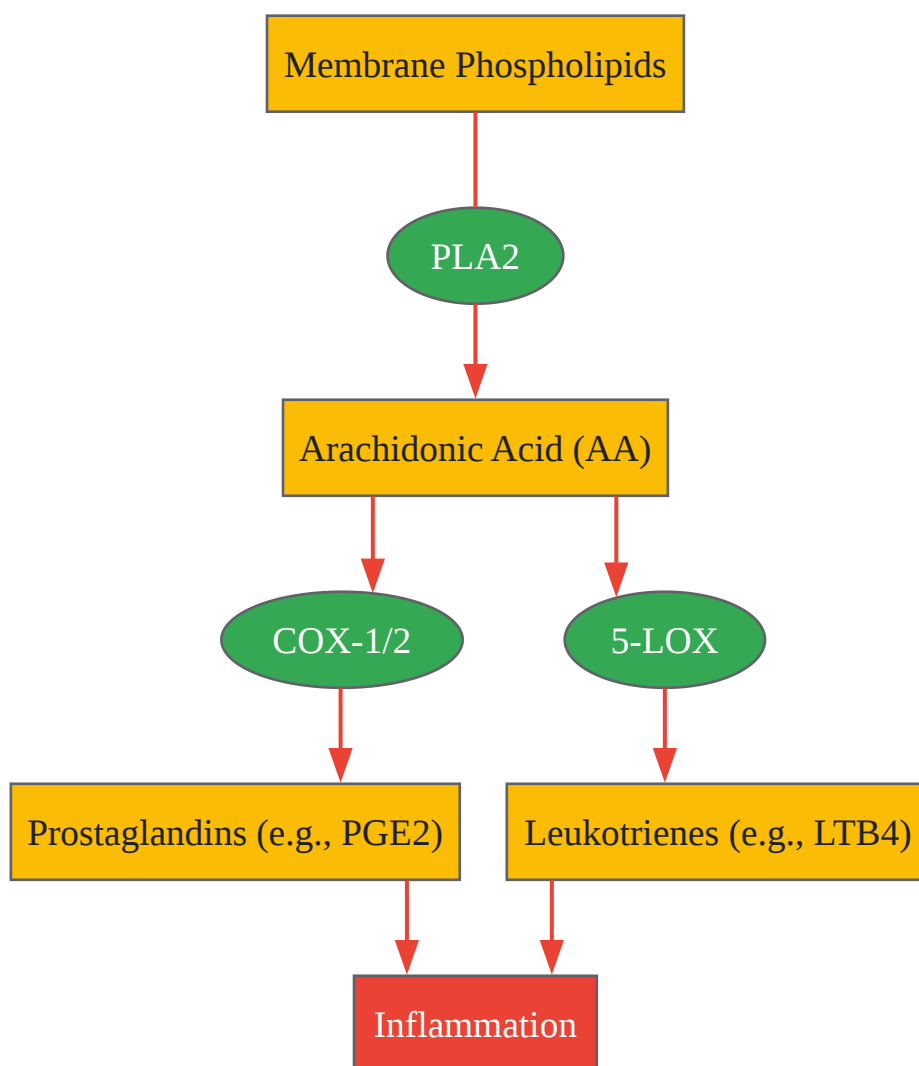 Membrane Phospholipids
PLA2
Arachidonic Acid (AA)
COX-1/2
5-LOX
Prostaglandins (e.g., PGE2)
Leukotrienes (e.g., LTB4)
Inflammation